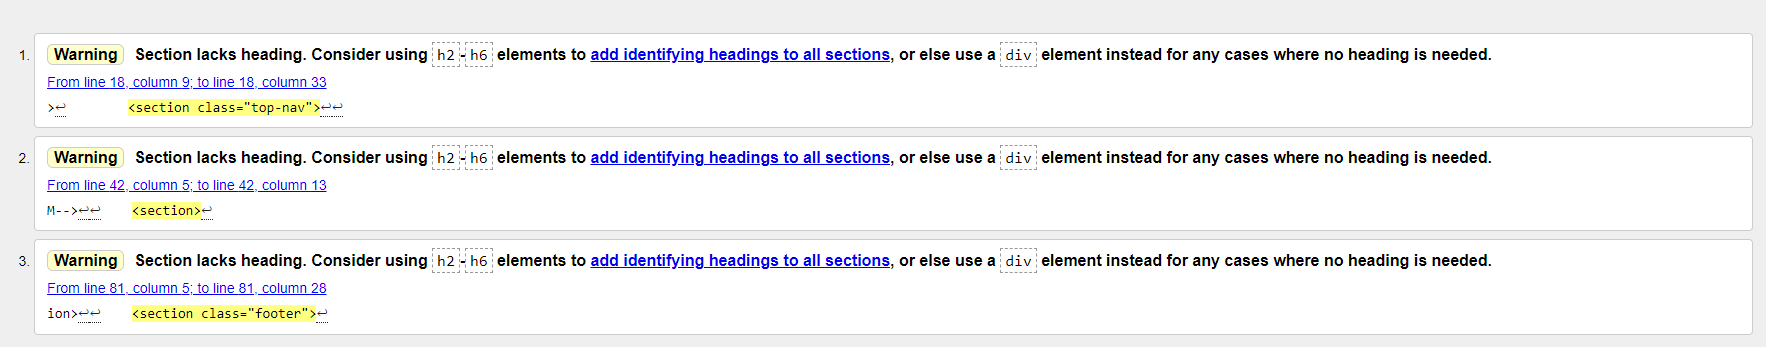 1. Warning Section lacks heading. Consider using h2-h6 elements to add identifying headings to all sections, or else use a div element instead for any cases where no heading is needed.
From line 18, column 9; to line 18, column 33
>↩ <section class="top-nav">↩↩
2. Warning Section lacks heading. Consider using h2-h6 elements to add identifying headings to all sections, or else use a div element instead for any cases where no heading is needed.
From line 42, column 5; to line 42, column 13
M-->↩↩ <section>↩
3. Warning Section lacks heading. Consider using h2-h6 elements to add identifying headings to all sections, or else use a div element instead for any cases where no heading is needed.
From line 81, column 5; to line 81, column 28
ion>↩↩ <section class="footer">↩